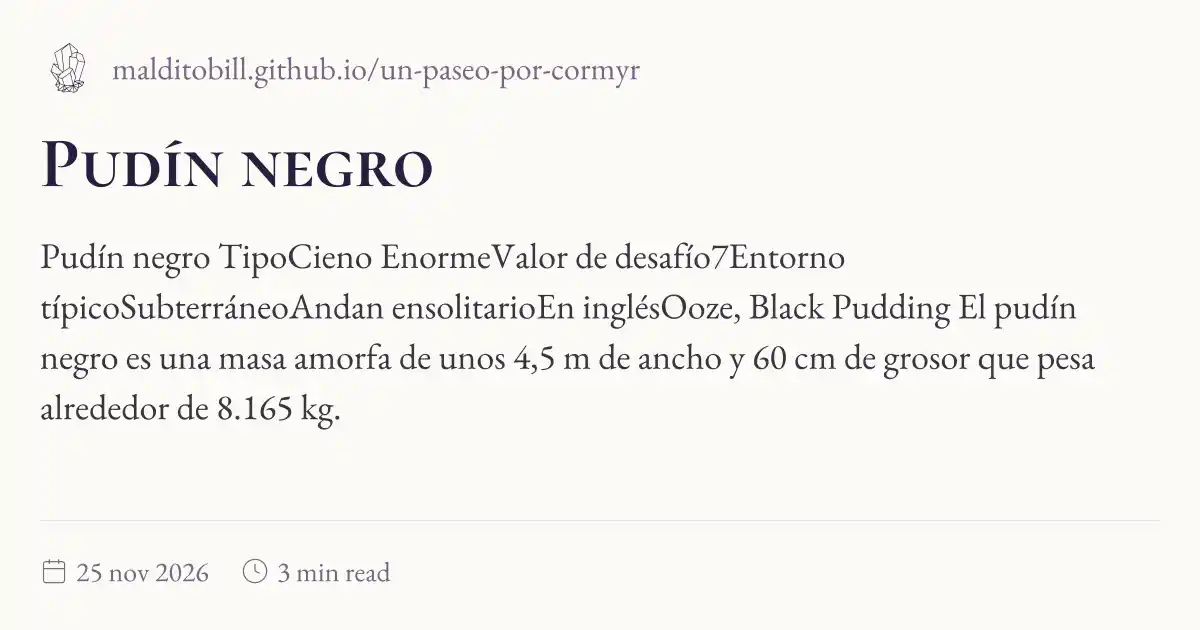 malditobill.github.io/un-paseo-por-cormyr
Pudín negro
Pudín negro TipoCieno EnormeValor de desafío7Entorno
típicoSubterráneoAndan ensolitarioEn inglésOoze, Black Pudding El pudín
negro es una masa amorfa de unos 4,5 m de ancho y 60 cm de grosor que pesa
alrededor de 8.165 kg.
25 nov 2026 3 min read